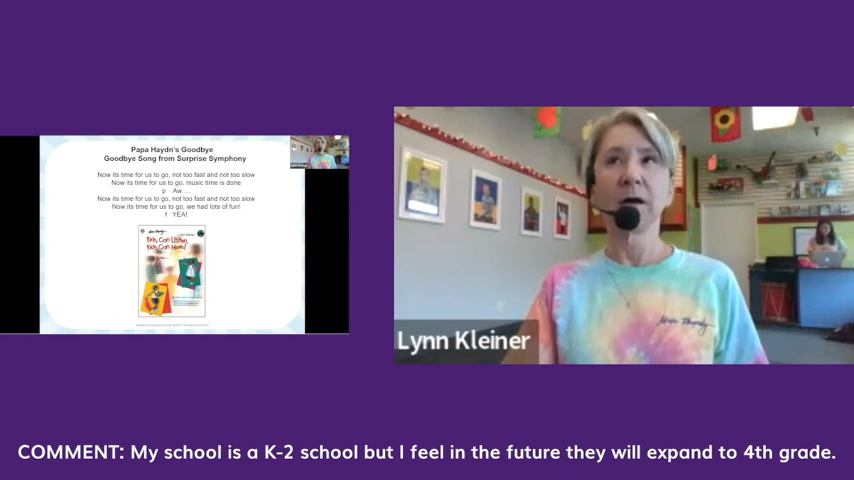 Papa Haydn's Goodbye
Goodbye Song from Surprise Symphony
Now its time for us to go, not too fast and not too slow
Now its time for us to go, music time is done
p Aw....
Now its time for us to go, not too fast and not too slow
Now its time for us to go, we had lots of fun!
f YEA!
Kids Can Listen,
Kids Can Move!
Lynn Kleiner
COMMENT: My school is a K-2 school but I feel in the future they will expand to 4th grade.